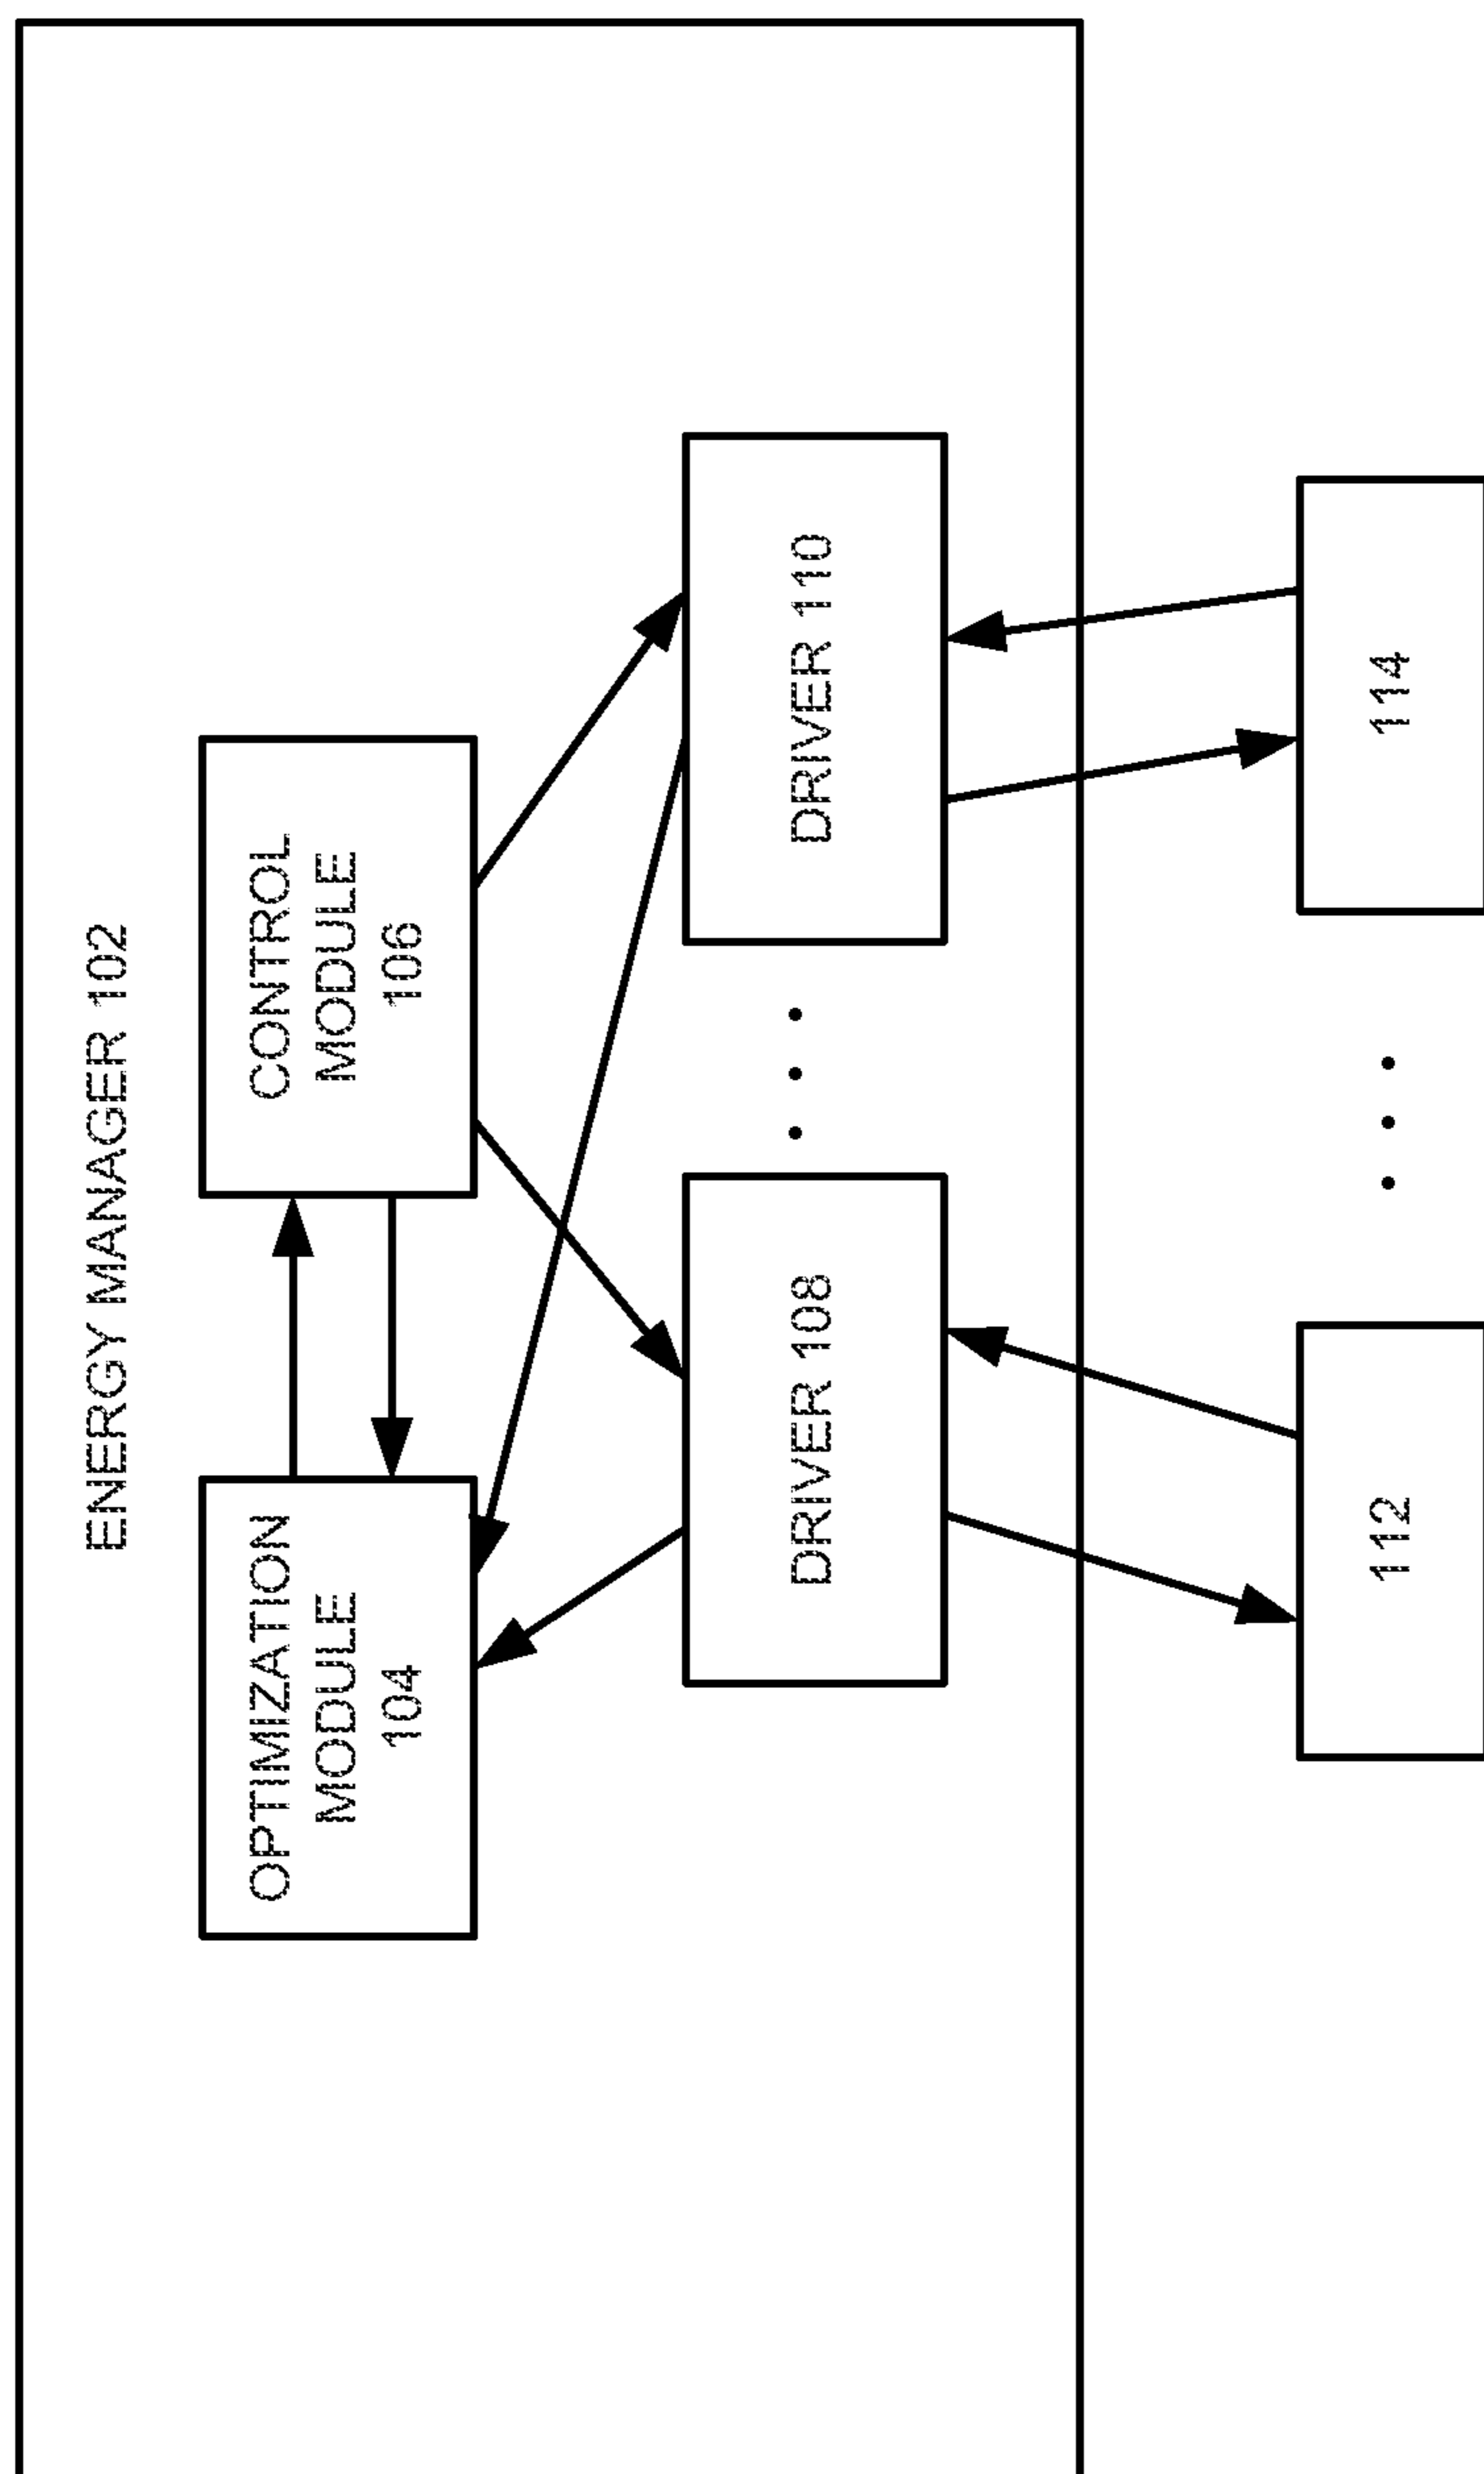 ENERGY MANAGER 102
OPTIMIZATION
MODULE
104
CONTROL
MODULE
106
DRIVER 108
• • •
DRIVER 110
112
• • •
114